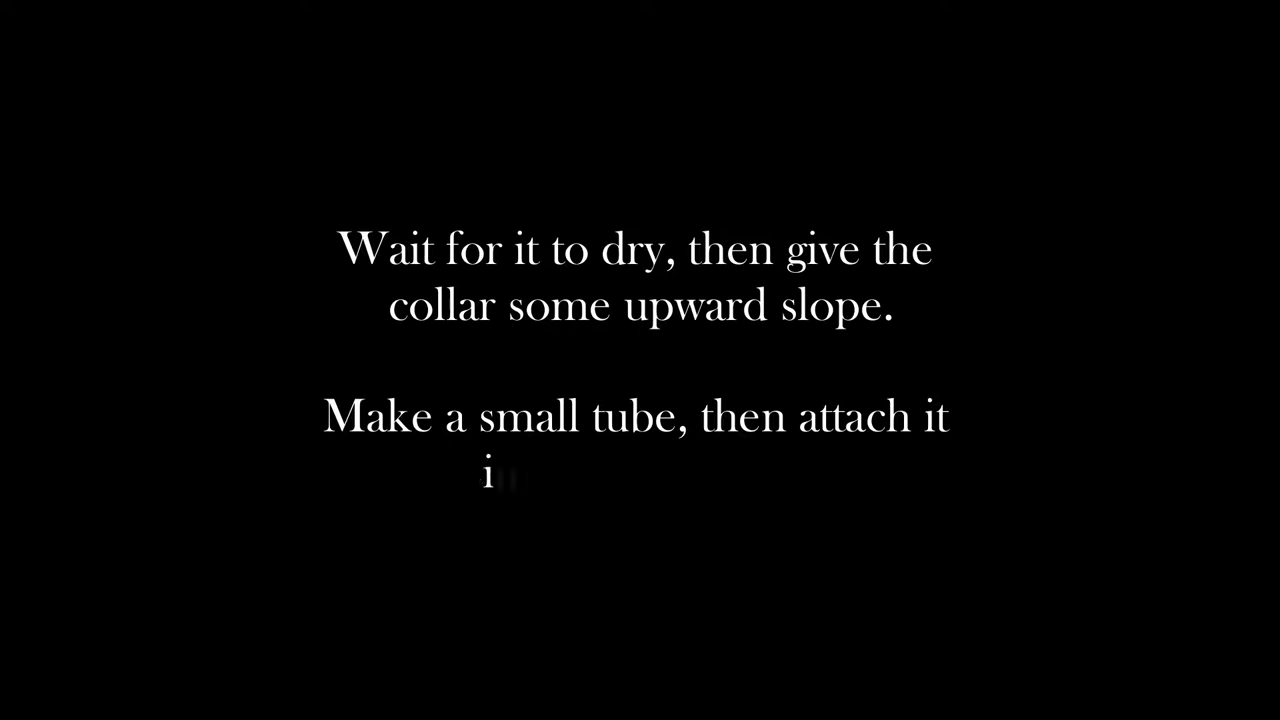 Wait for it to dry, then give the
collar some upward slope.
Make a small tube, then attach it